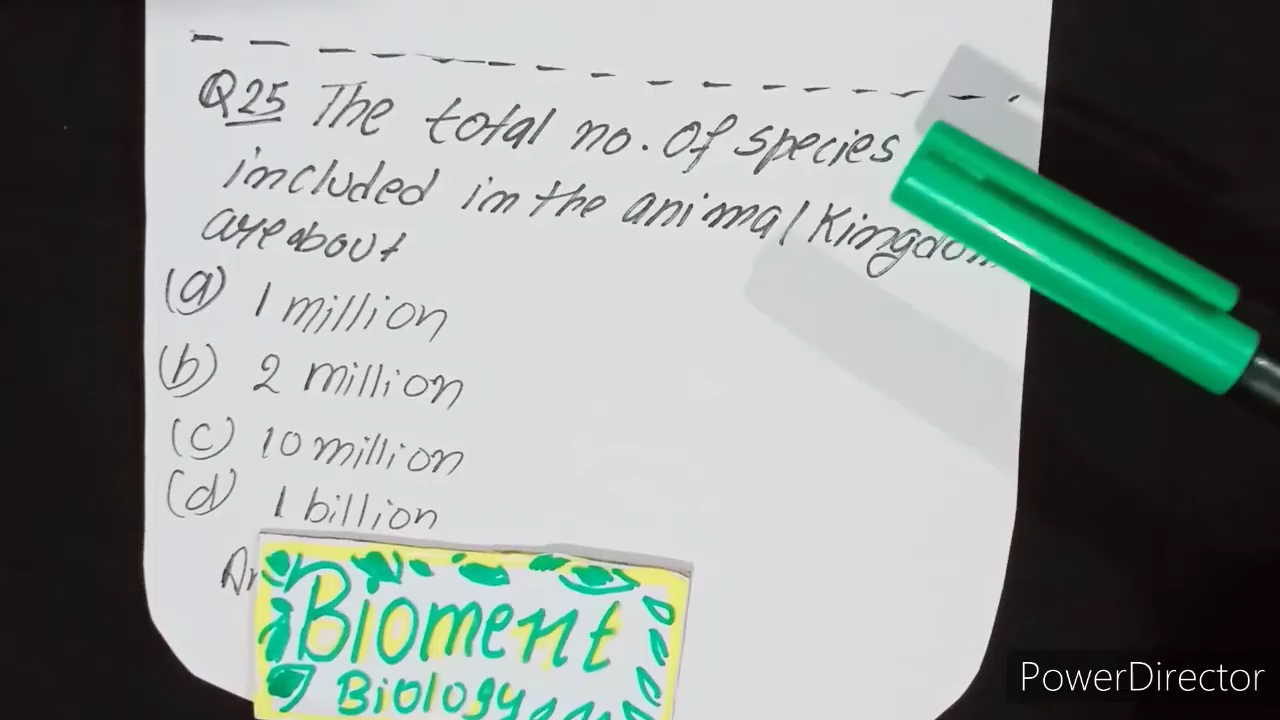 Q25 The total no. Of species
included in the animal Kingdom
are about
(a) 1 million
(b) 2 million
(c) 10 million
(d) 1 billion
Bioment
Biology
PowerDirector